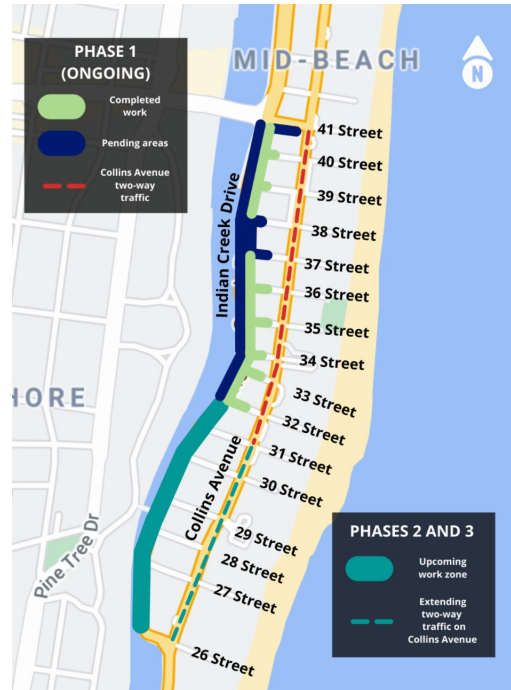 PHASE 1
(ONGOING)
Completed
work
Pending areas
Collins Avenue
two-way
traffic
MID-BEACH
N
41 Street
40 Street
39 Street
38 Street
37 Street
36 Street
35 Street
34 Street
33 Street
32 Street
31 Street
30 Street
29 Street
28 Street
27 Street
26 Street
Indian Creek Drive
Collins Avenue
HORE
Pine Tree Dr
PHASES 2 AND 3
Upcoming
work zone
Extending
two-way
traffic on
Collins Avenue